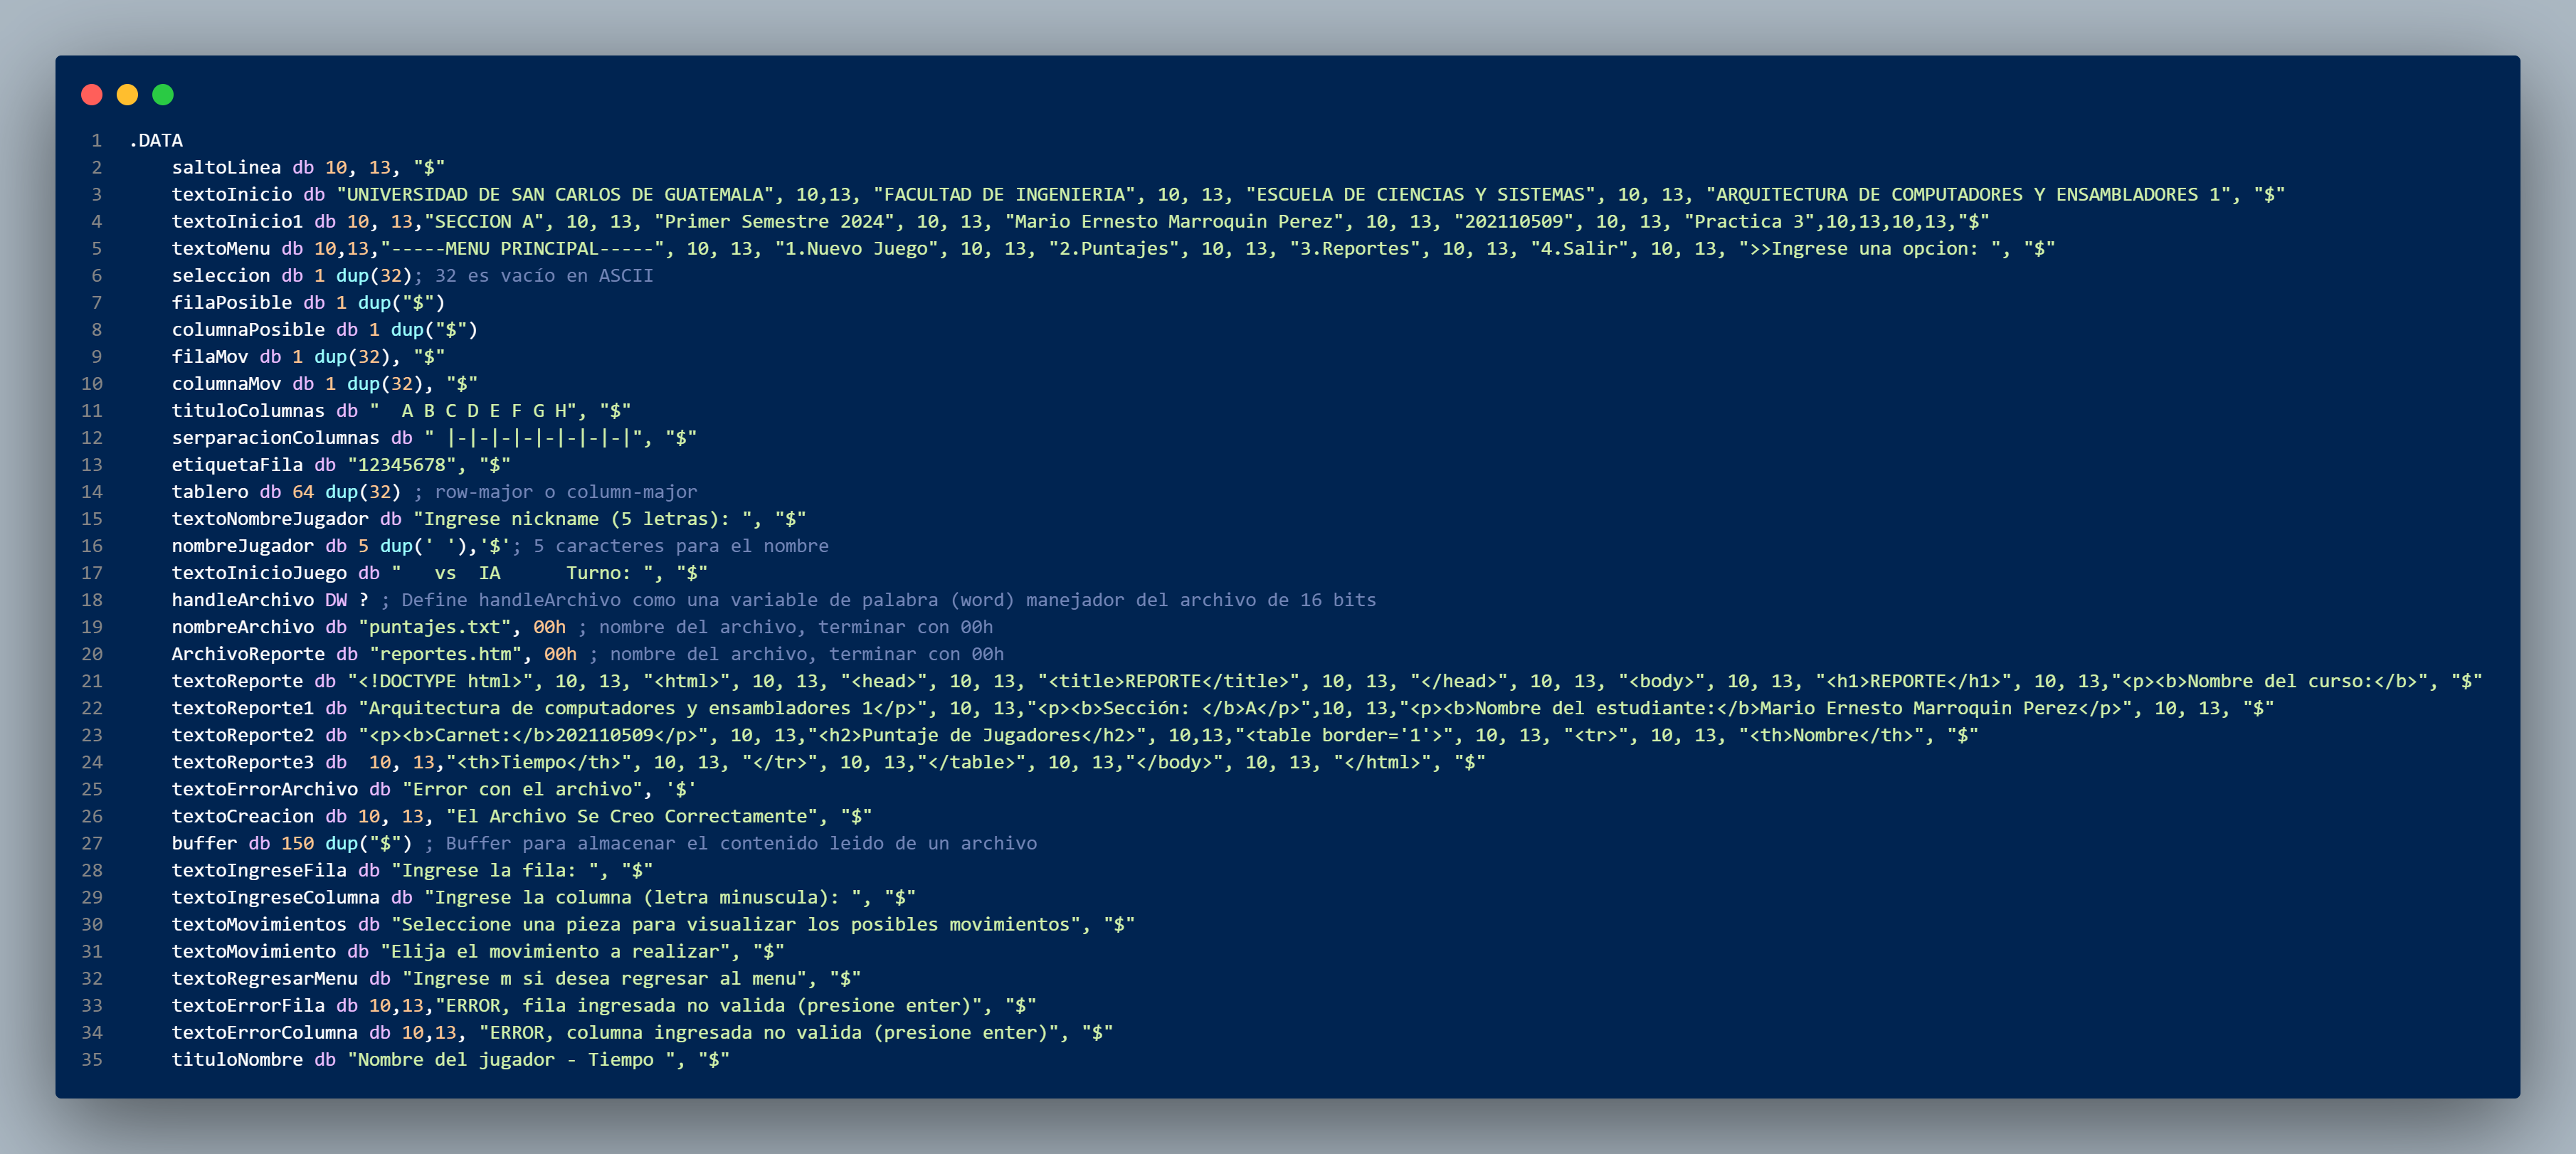 1 .DATA
2 saltoLinea db 10, 13, "$"
3 textoInicio db "UNIVERSIDAD DE SAN CARLOS DE GUATEMALA", 10,13, "FACULTAD DE INGENIERIA", 10, 13, "ESCUELA DE CIENCIAS Y SISTEMAS", 10, 13, "ARQUITECTURA DE COMPUTADORES Y ENSAMBLADORES 1", "$"
4 textoInicio1 db 10, 13,"SECCION A", 10, 13, "Primer Semestre 2024", 10, 13, "Mario Ernesto Marroquin Perez", 10, 13, "202110509", 10, 13, "Practica 3",10,13,10,13,"$"
5 textoMenu db 10,13,"-----MENU PRINCIPAL-----", 10, 13, "1.Nuevo Juego", 10, 13, "2.Puntajes", 10, 13, "3.Reportes", 10, 13, "4.Salir", 10, 13, ">>Ingrese una opcion: ", "$"
6 seleccion db 1 dup(32); 32 es vacío en ASCII
7 filaPosible db 1 dup("$")
8 columnaPosible db 1 dup("$")
9 filaMov db 1 dup(32), "$"
10 columnaMov db 1 dup(32), "$"
11 tituloColumnas db "  A B C D E F G H", "$"
12 serparacionColumnas db " |-|-|-|-|-|-|-|-|", "$"
13 etiquetaFila db "12345678", "$"
14 tablero db 64 dup(32) ; row-major o column-major
15 textoNombreJugador db "Ingrese nickname (5 letras): ", "$"
16 nombreJugador db 5 dup(' '),'$'; 5 caracteres para el nombre
17 textoInicioJuego db "   vs  IA      Turno: ", "$"
18 handleArchivo DW ? ; Define handleArchivo como una variable de palabra (word) manejador del archivo de 16 bits
19 nombreArchivo db "puntajes.txt", 00h ; nombre del archivo, terminar con 00h
20 ArchivoReporte db "reportes.htm", 00h ; nombre del archivo, terminar con 00h
21 textoReporte db "<!DOCTYPE html>", 10, 13, "<html>", 10, 13, "<head>", 10, 13, "<title>REPORTE</title>", 10, 13, "</head>", 10, 13, "<body>", 10, 13, "<h1>REPORTE</h1>", 10, 13,"<p><b>Nombre del curso:</b>", "$"
22 textoReporte1 db "Arquitectura de computadores y ensambladores 1</p>", 10, 13,"<p><b>Sección: </b>A</p>",10, 13,"<p><b>Nombre del estudiante:</b>Mario Ernesto Marroquin Perez</p>", 10, 13, "$"
23 textoReporte2 db "<p><b>Carnet:</b>202110509</p>", 10, 13,"<h2>Puntaje de Jugadores</h2>", 10,13,"<table border='1'>", 10, 13, "<tr>", 10, 13, "<th>Nombre</th>", "$"
24 textoReporte3 db  10, 13,"<th>Tiempo</th>", 10, 13, "</tr>", 10, 13,"</table>", 10, 13,"</body>", 10, 13, "</html>", "$"
25 textoErrorArchivo db "Error con el archivo", '$'
26 textoCreacion db 10, 13, "El Archivo Se Creo Correctamente", "$"
27 buffer db 150 dup("$") ; Buffer para almacenar el contenido leido de un archivo
28 textoIngreseFila db "Ingrese la fila: ", "$"
29 textoIngreseColumna db "Ingrese la columna (letra minuscula): ", "$"
30 textoMovimientos db "Seleccione una pieza para visualizar los posibles movimientos", "$"
31 textoMovimiento db "Elija el movimiento a realizar", "$"
32 textoRegresarMenu db "Ingrese m si desea regresar al menu", "$"
33 textoErrorFila db 10,13,"ERROR, fila ingresada no valida (presione enter)", "$"
34 textoErrorColumna db 10,13, "ERROR, columna ingresada no valida (presione enter)", "$"
35 tituloNombre db "Nombre del jugador - Tiempo ", "$"